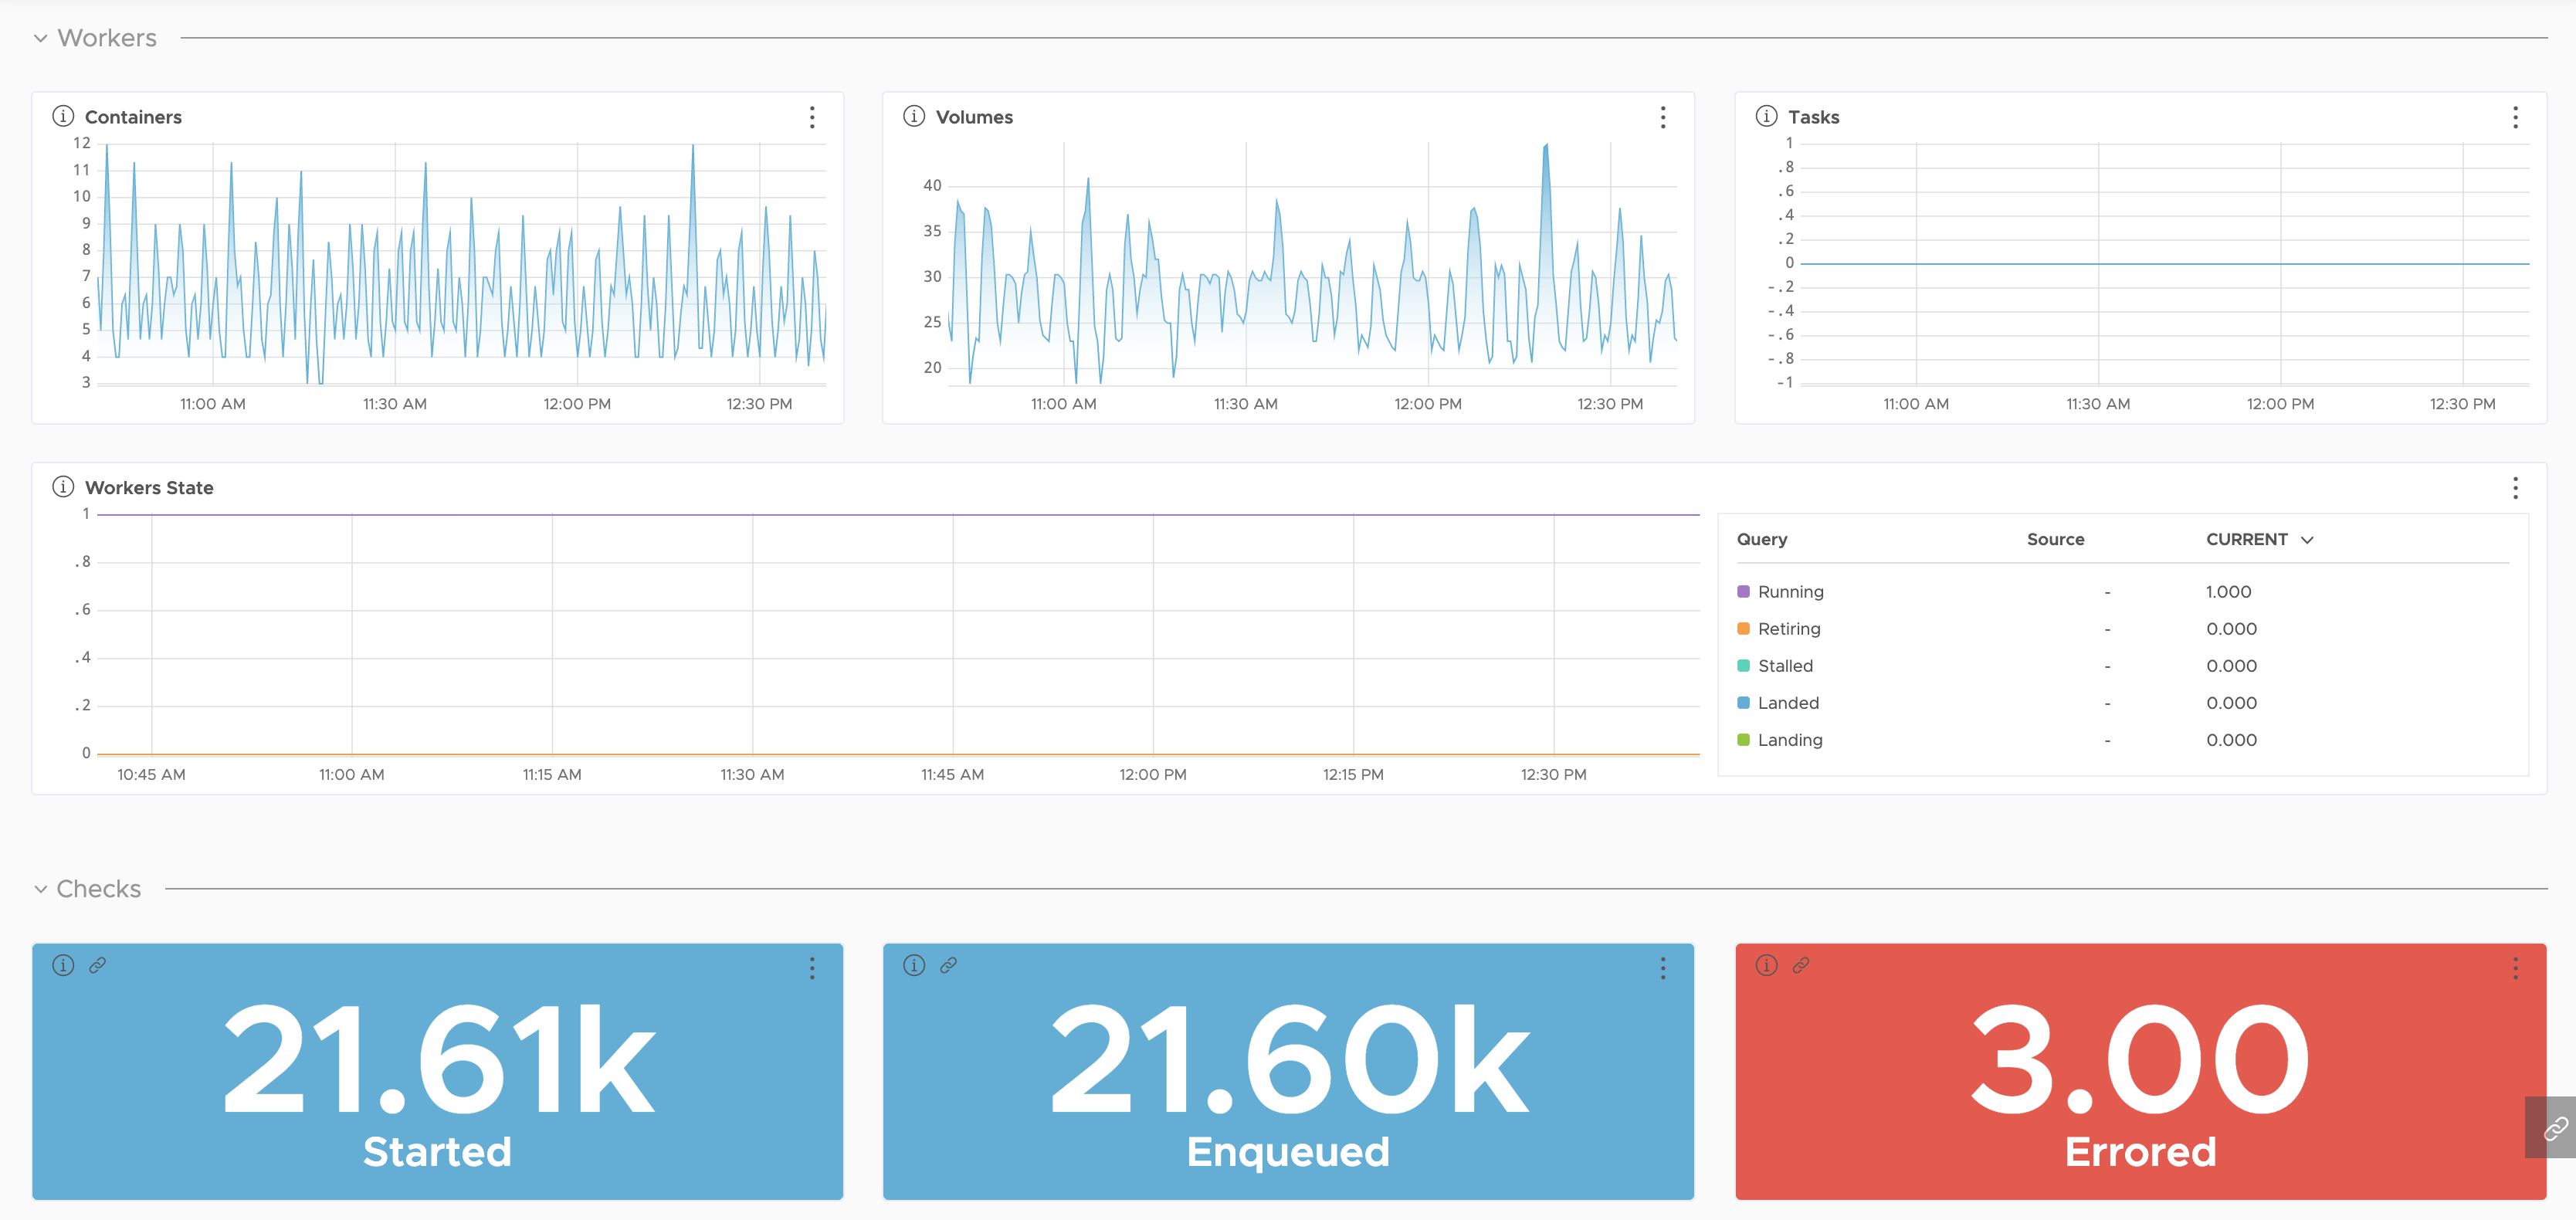 Workers
Containers
12
11
10
9
8
7
6
5
4
3
11:00 AM 11:30 AM 12:00 PM 12:30 PM
Volumes
40
35
30
25
20
11:00 AM 11:30 AM 12:00 PM 12:30 PM
Tasks
1
.8
.6
.4
.2
0
-.2
-.4
-.6
-.8
-1
11:00 AM 11:30 AM 12:00 PM 12:30 PM
Workers State
1
.8
.6
.4
.2
0
10:45 AM 11:00 AM 11:15 AM 11:30 AM 11:45 AM 12:00 PM 12:15 PM 12:30 PM
Query Source CURRENT
Running - 1.000
Retiring - 0.000
Stalled - 0.000
Landed - 0.000
Landing - 0.000
Checks
21.61k
Started
21.60k
Enqueued
3.00
Errored